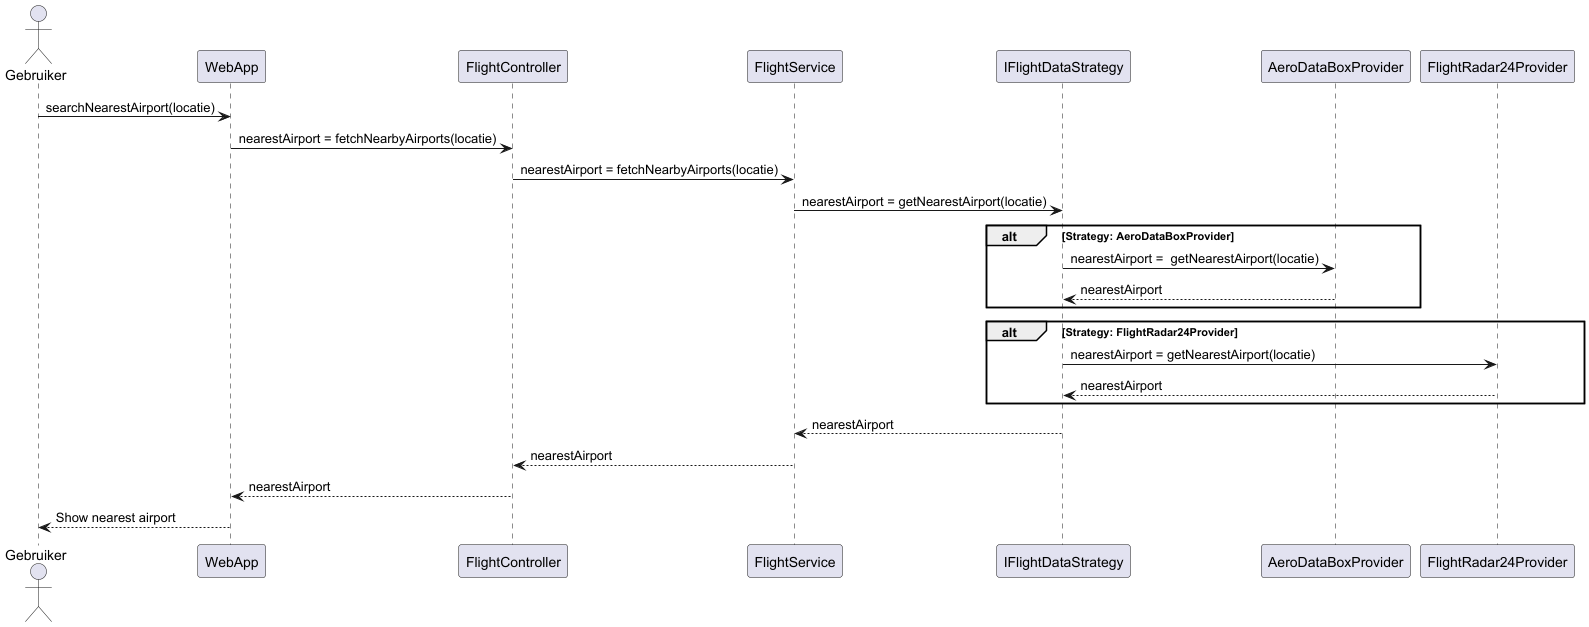 Gebruiker
WebApp
FlightController
FlightService
IFlightDataStrategy
AeroDataBoxProvider
FlightRadar24Provider
searchNearestAirport(locatie)
nearestAirport = fetchNearbyAirports(locatie)
nearestAirport = fetchNearbyAirports(locatie)
nearestAirport = getNearestAirport(locatie)
alt [Strategy: AeroDataBoxProvider]
nearestAirport =  getNearestAirport(locatie)
nearestAirport
alt [Strategy: FlightRadar24Provider]
nearestAirport = getNearestAirport(locatie)
nearestAirport
nearestAirport
nearestAirport
nearestAirport
Show nearest airport
Gebruiker
WebApp
FlightController
FlightService
IFlightDataStrategy
AeroDataBoxProvider
FlightRadar24Provider